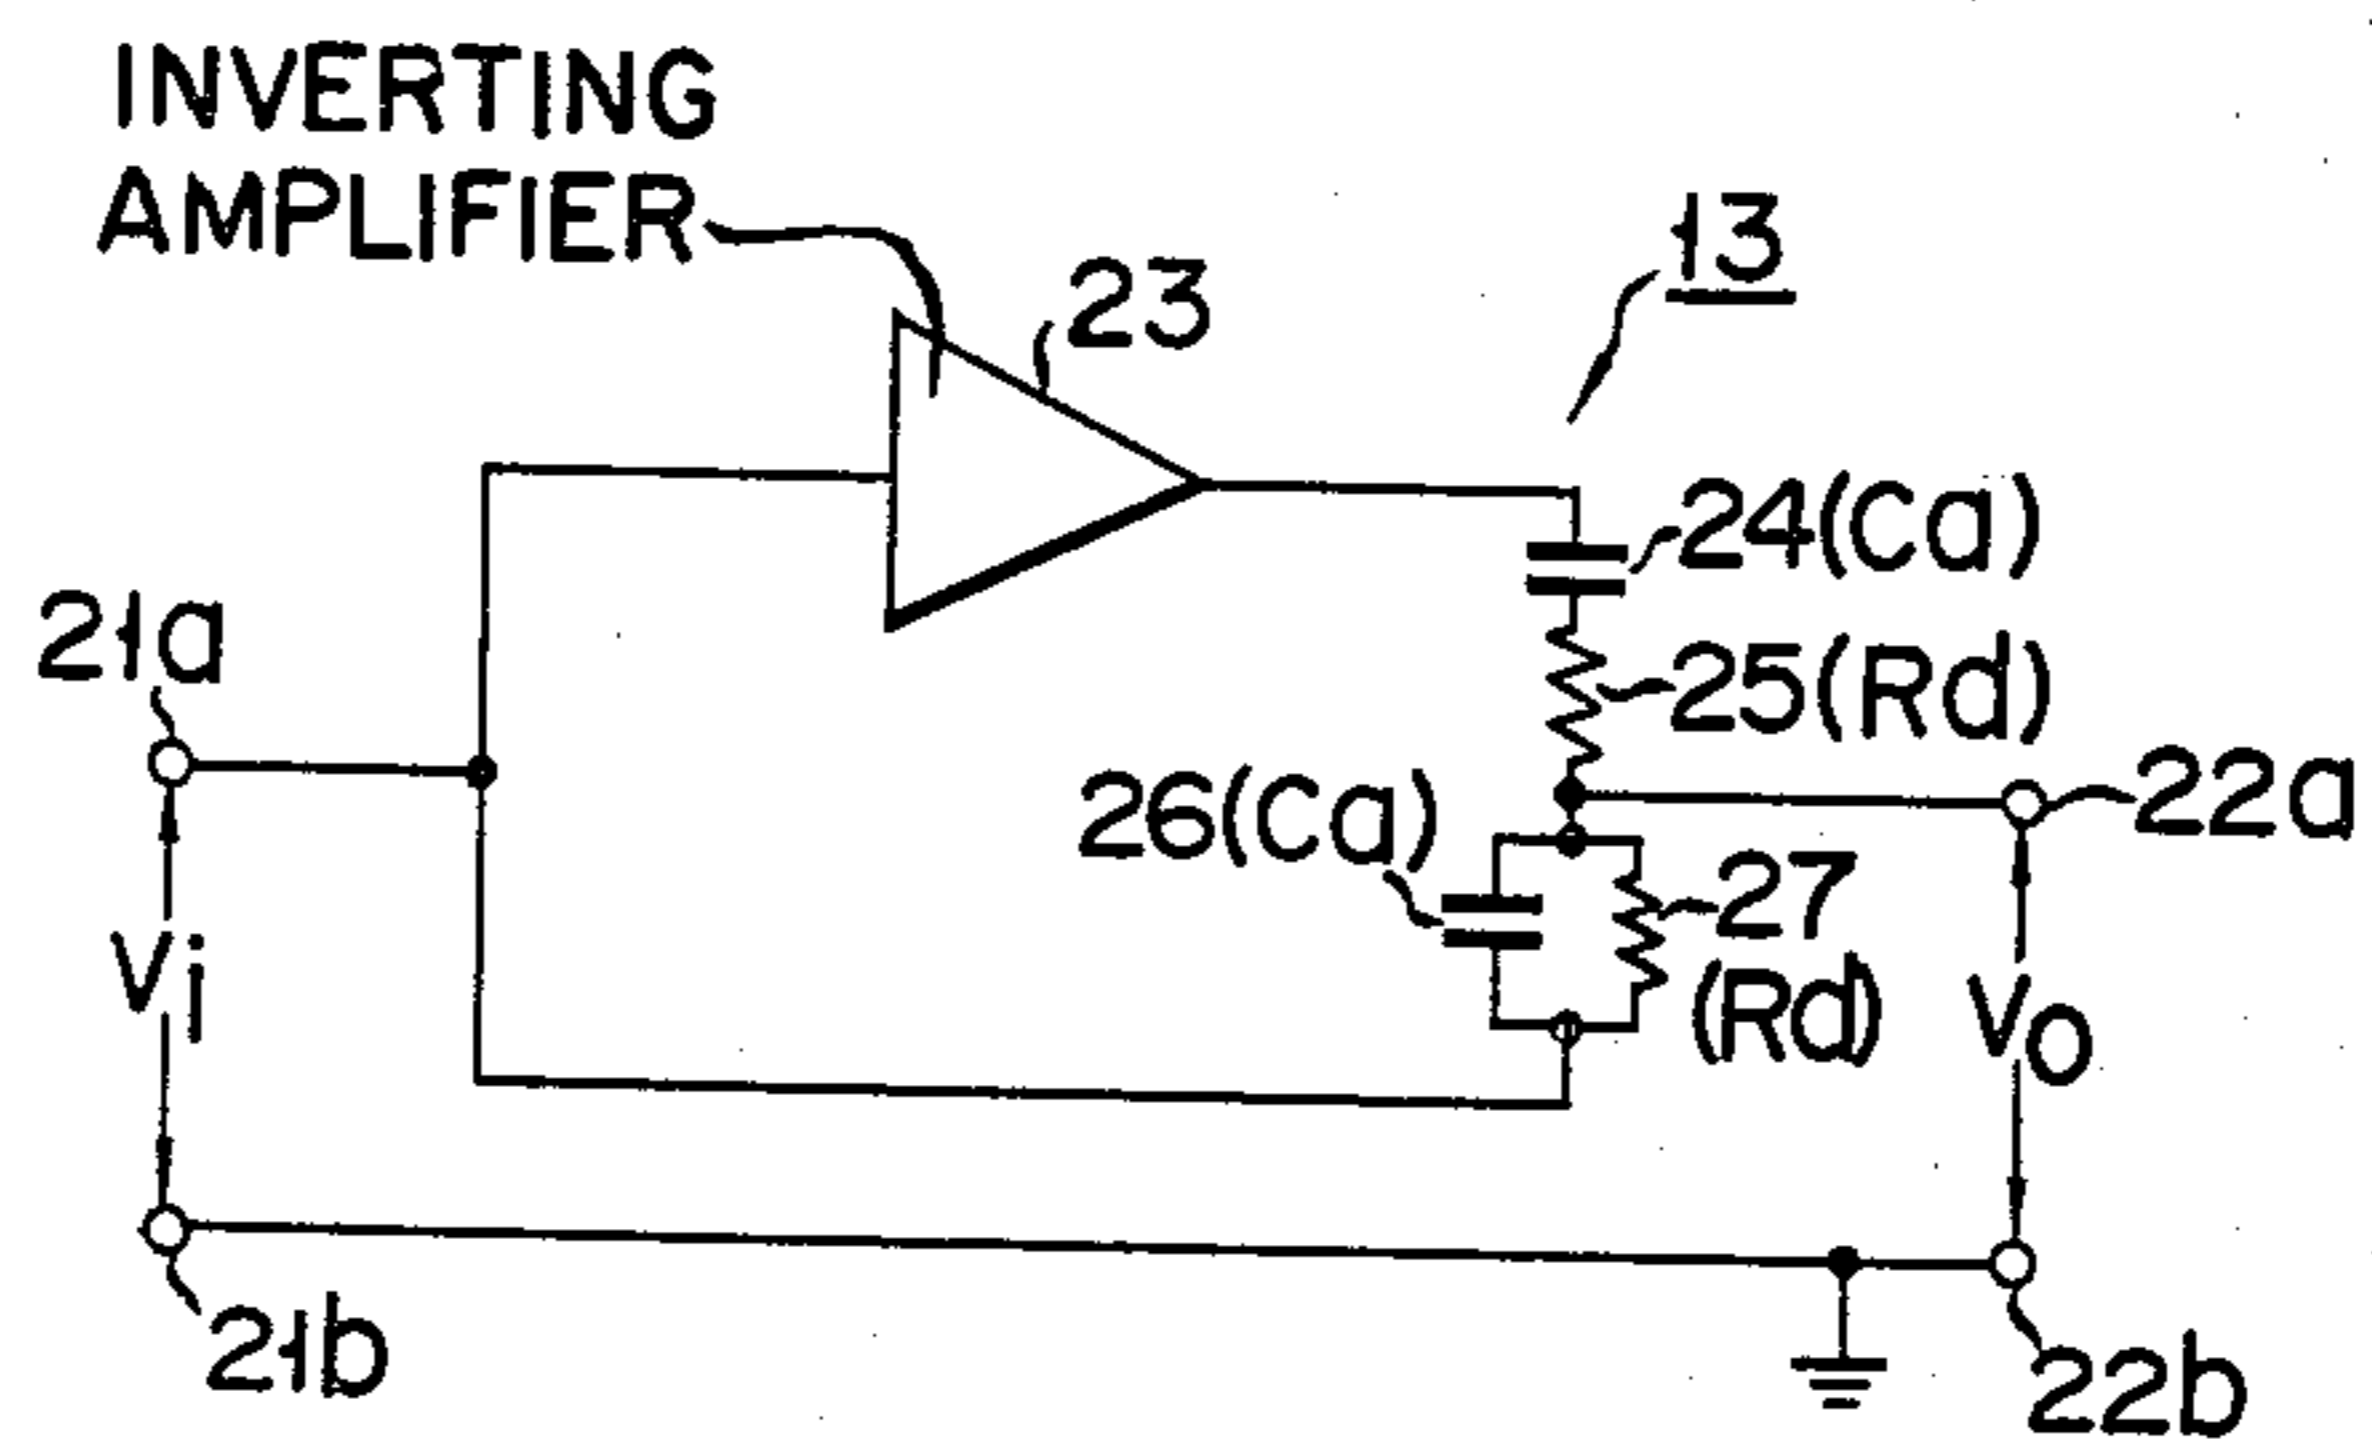 INVERTING
AMPLIFIER
23
13
24(Ca)
21a
25(Rd)
22a
26(Ca)
27
(Rd)
Vi
Vo
21b
22b